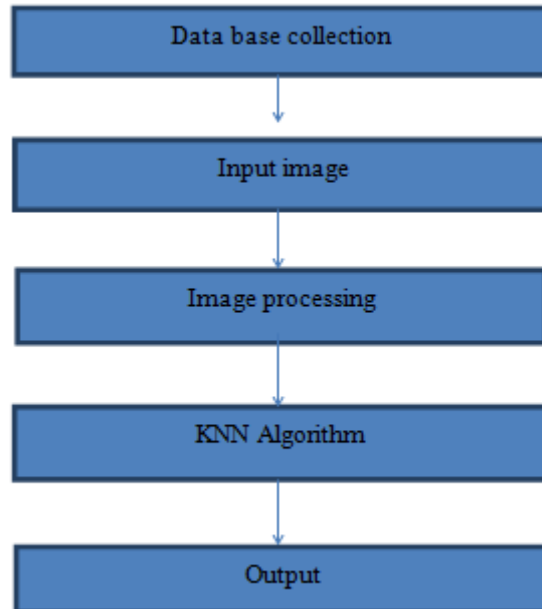 Data base collection
Input image
Image processing
KNN Algorithm
Output